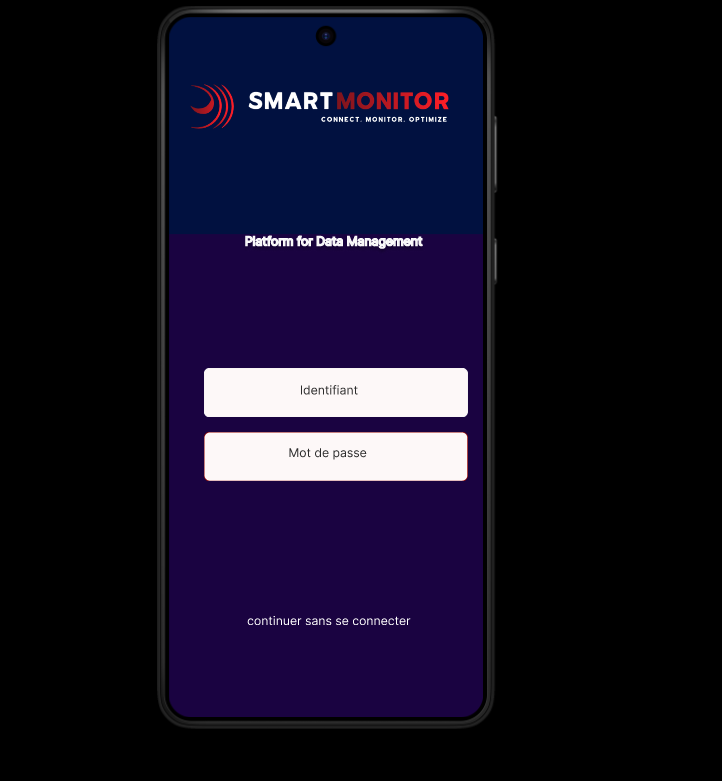 SMARTMONITOR
CONNECT. MONITOR. OPTIMIZE
Platform for Data Management
Identifiant
Mot de passe
continuer sans se connecter